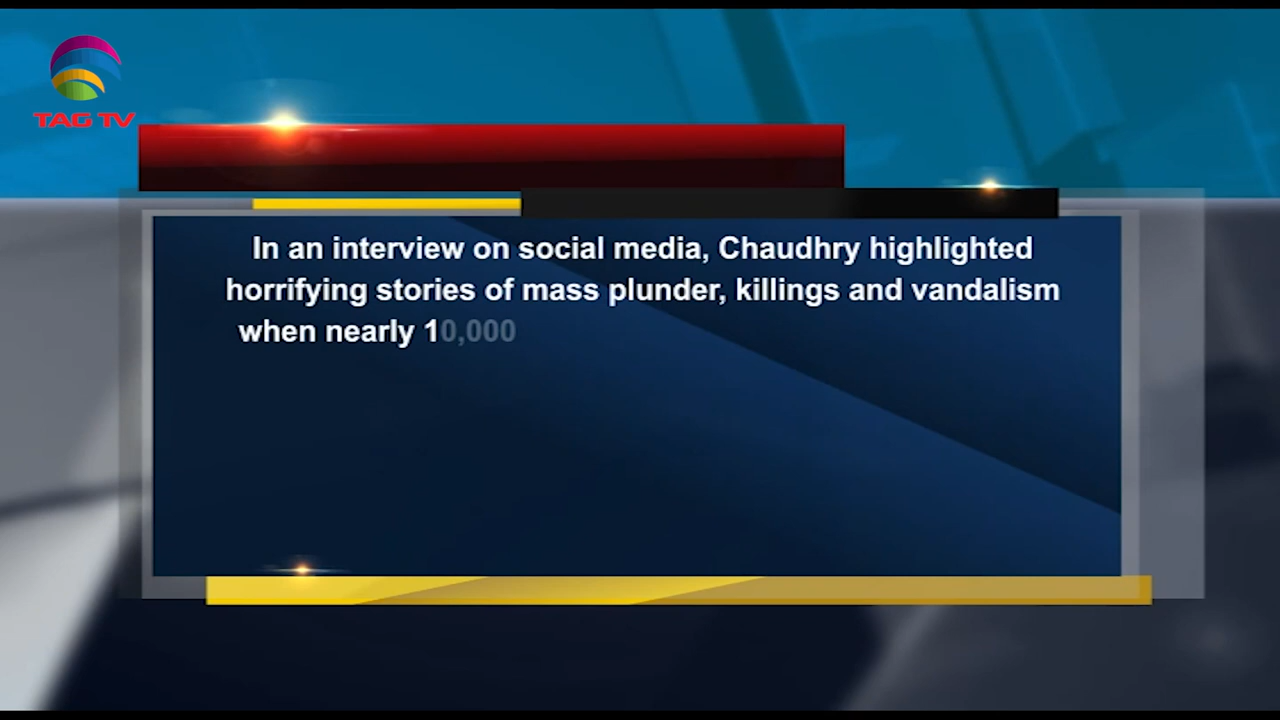 TAG TV
In an interview on social media, Chaudhry highlighted
horrifying stories of mass plunder, killings and vandalism
when nearly 10,000